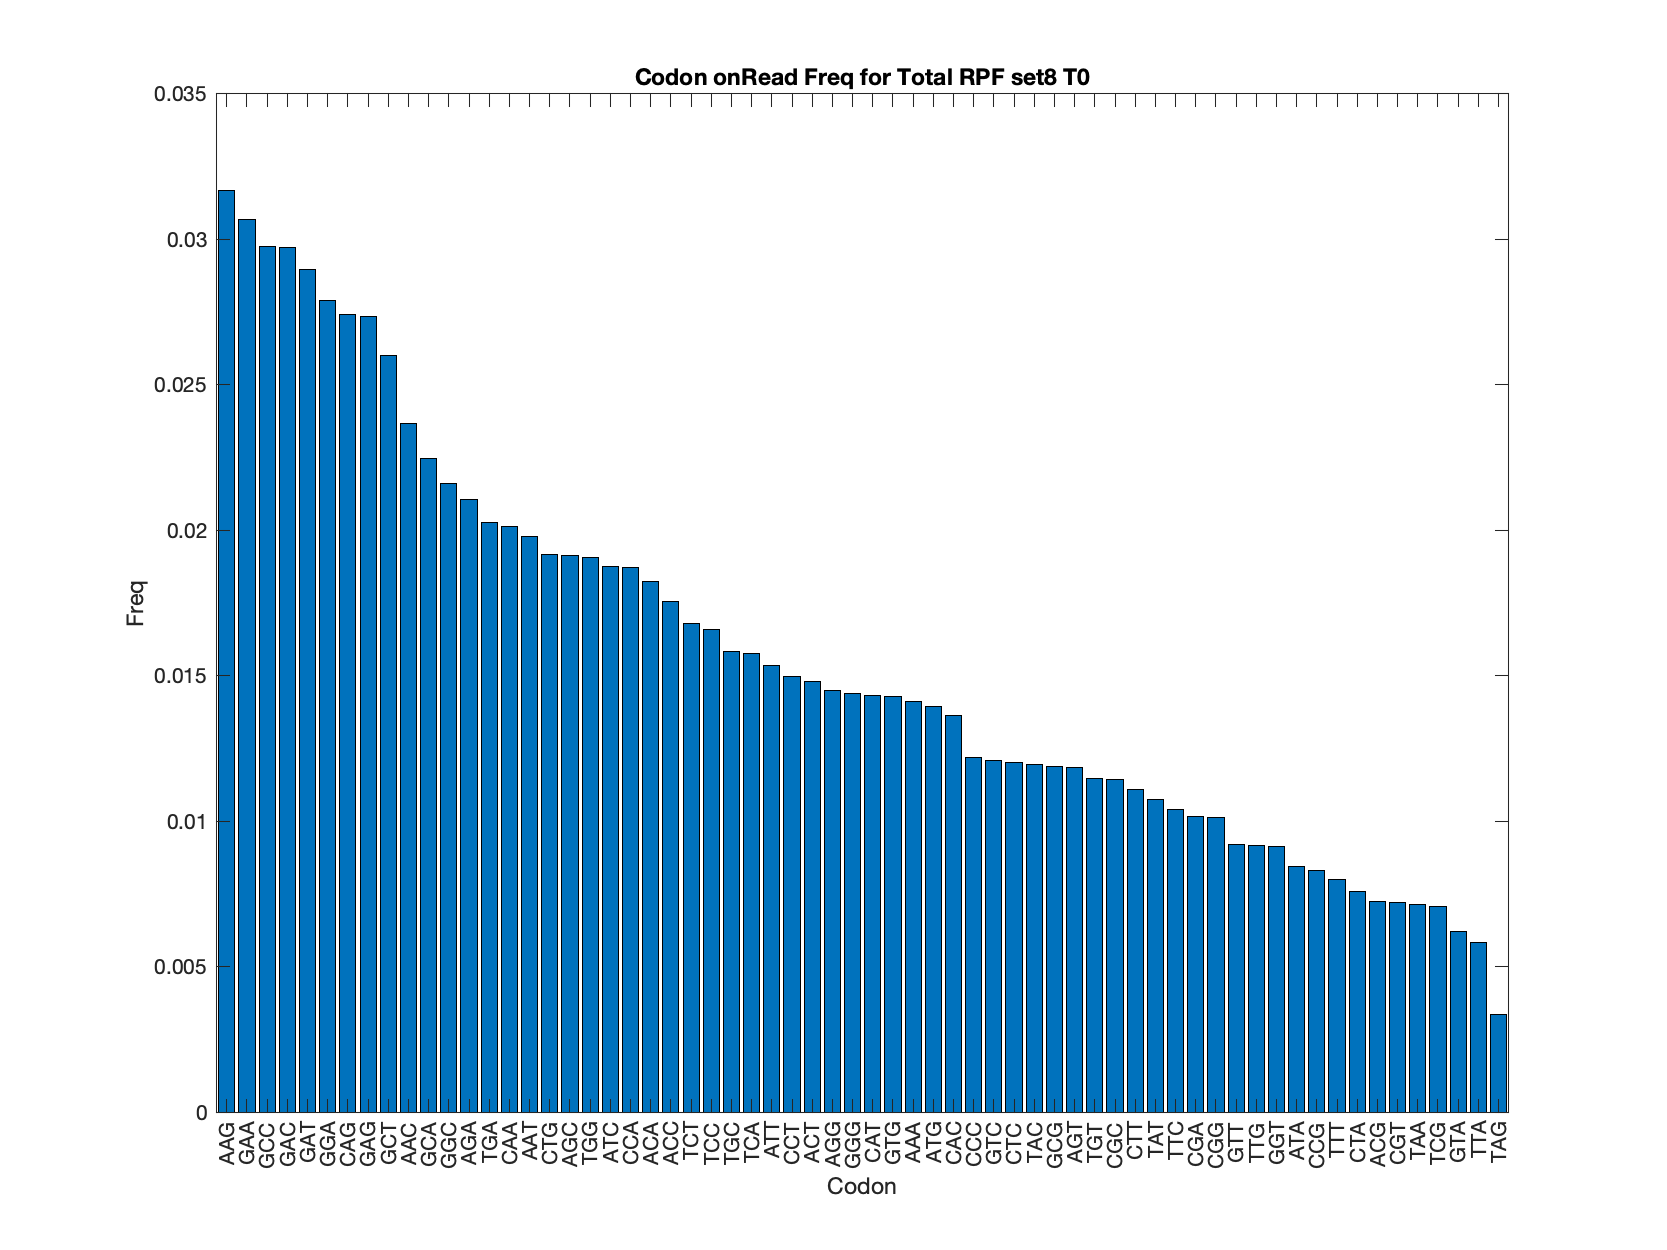 Codon onRead Freq for Total RPF set8 T0
0.035
0.03
0.025
0.02
0.015
0.01
0.005
0
Freq
AAG GAA GCC GAC GAT GGA CAG GAG GCT AAC GCA GGC AGA TGA CAA AAT CTG AGC TGG ATC CCA ACA ACC TCT TCC TGC TCA ATT CCT ACT AGG GGG CAT GTG AAA ATG CAC CCC GTC CTC TAC GCG AGT TGT CGC CTT TAT TTC CGA CGG GTT TTG GGT ATA CCG TTT CTA ACG CGT TAA TCG GTA TTA TAG
Codon